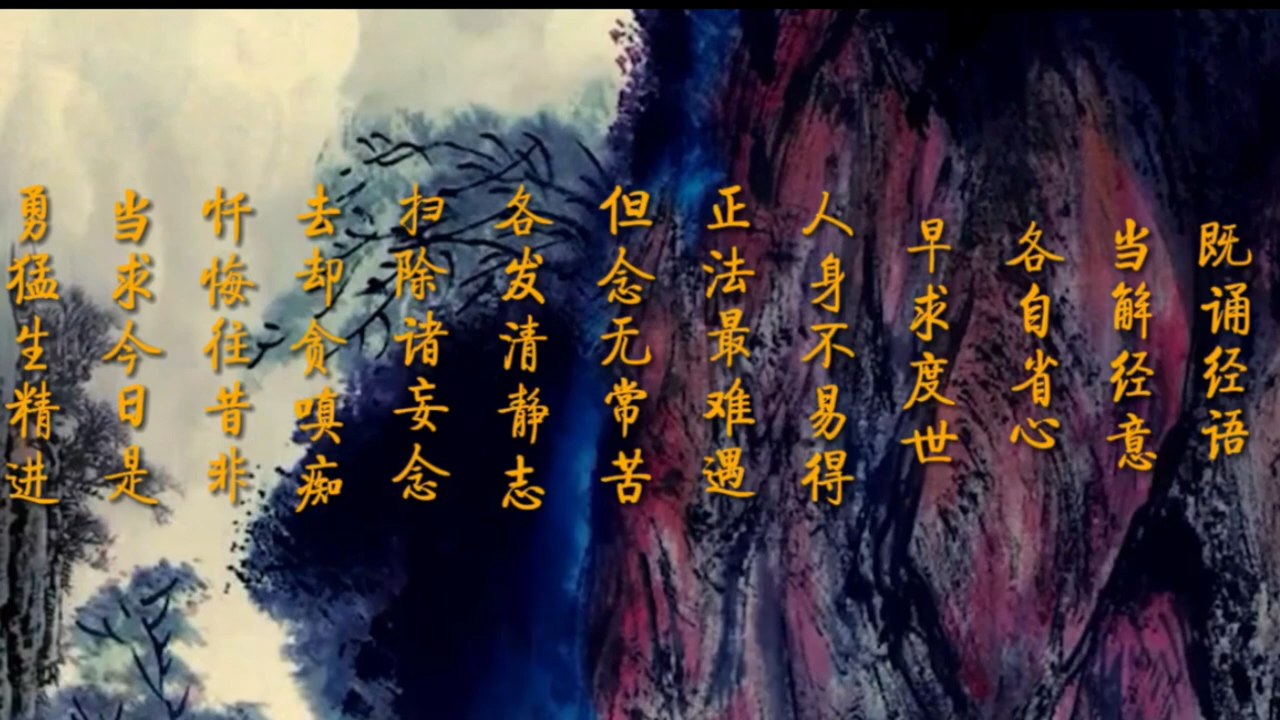 既诵经语
当解经意
各自省心
早求度世
人身不易得
正法最难遇
但念无常苦
各发清静志
扫除诸妄念
去却贪嗔痴
忏悔往昔非
当求今日是
勇猛生精进